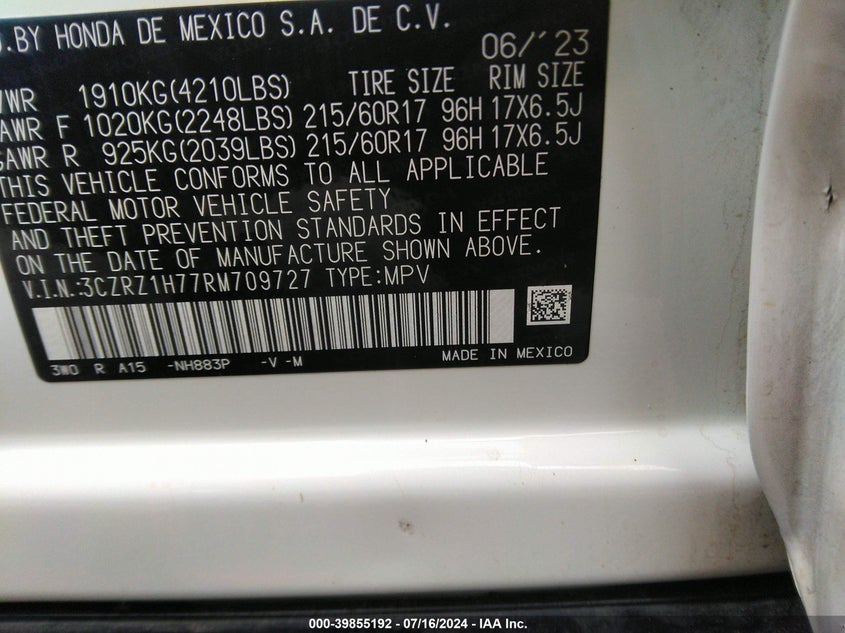 BY HONDA DE MEXICO S.A. DE C.V.
06/'23
1910KG(4210LBS) TIRE SIZE RIM SIZE
F 1020KG(2248LBS) 215/60R17 96H 17X6.5J
GAWR R 925KG(2039LBS) 215/60R17 96H 17X6.5J
THIS VEHICLE CONFORMS TO ALL APPLICABLE
FEDERAL MOTOR VEHICLE SAFETY
AND THEFT PREVENTION STANDARDS IN EFFECT
ON THE DATE OF MANUFACTURE SHOWN ABOVE.
V.I.N.:3CZRZ1H77RM709727 TYPE:MPV
3W0 R A15 -NH883P -V -M MADE IN MEXICO
000-39855192 - 07/16/2024 - IAA Inc.